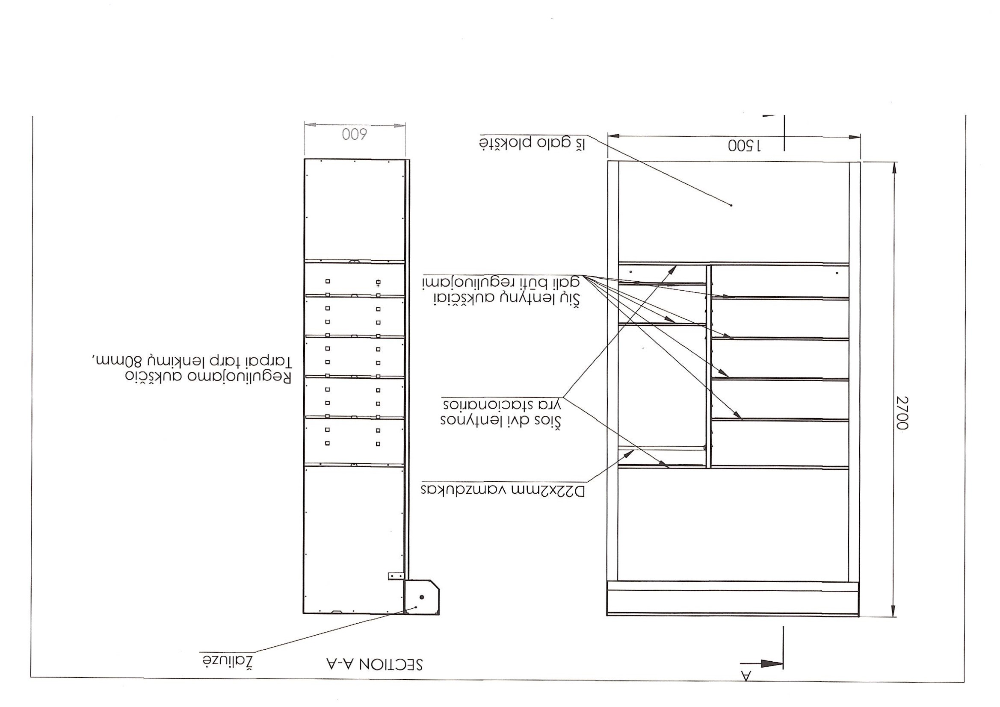 A
SECTION A-A
Žaliuzė
D22x2mm vamzdukas
2700
Šios dvi lentynos
yra stacionarios
Reguliuojamo aukščio
Tarpai tarp lenkimų 80mm,
Šių lentynų aukščiai
gali būti reguliuojami
1500
Iš galo plokštė
600